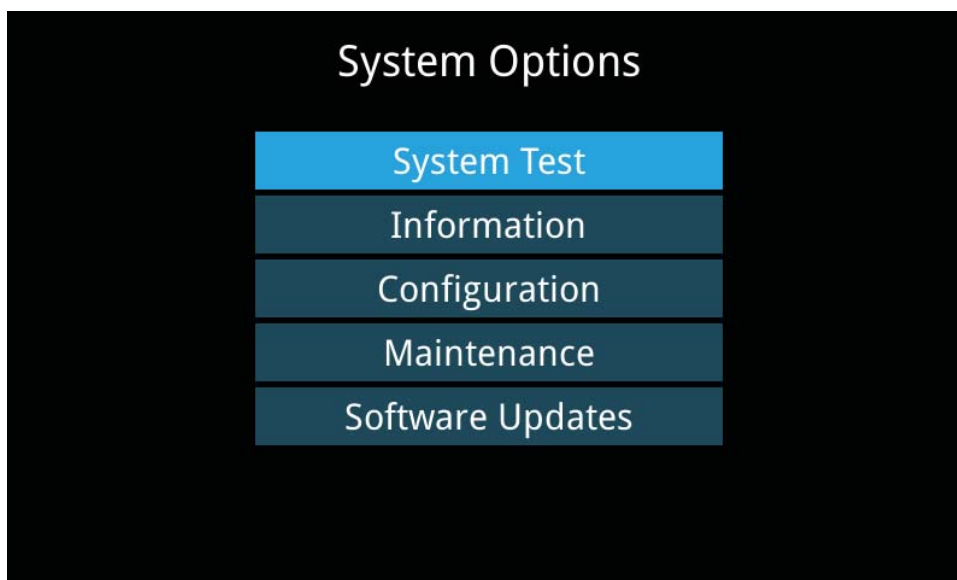 System Options
System Test
Information
Configuration
Maintenance
Software Updates